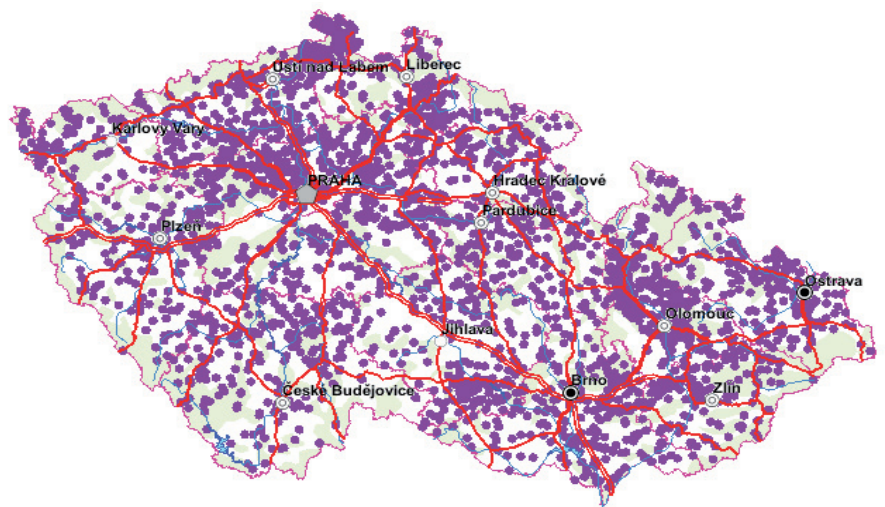 Ústí nad Labem
Liberec
Karlovy Vary
PRAHA
Hradec Králové
Pardubice
Plzeň
Ostrava
Olomouc
Jihlava
Brno
Zlín
České Budějovice